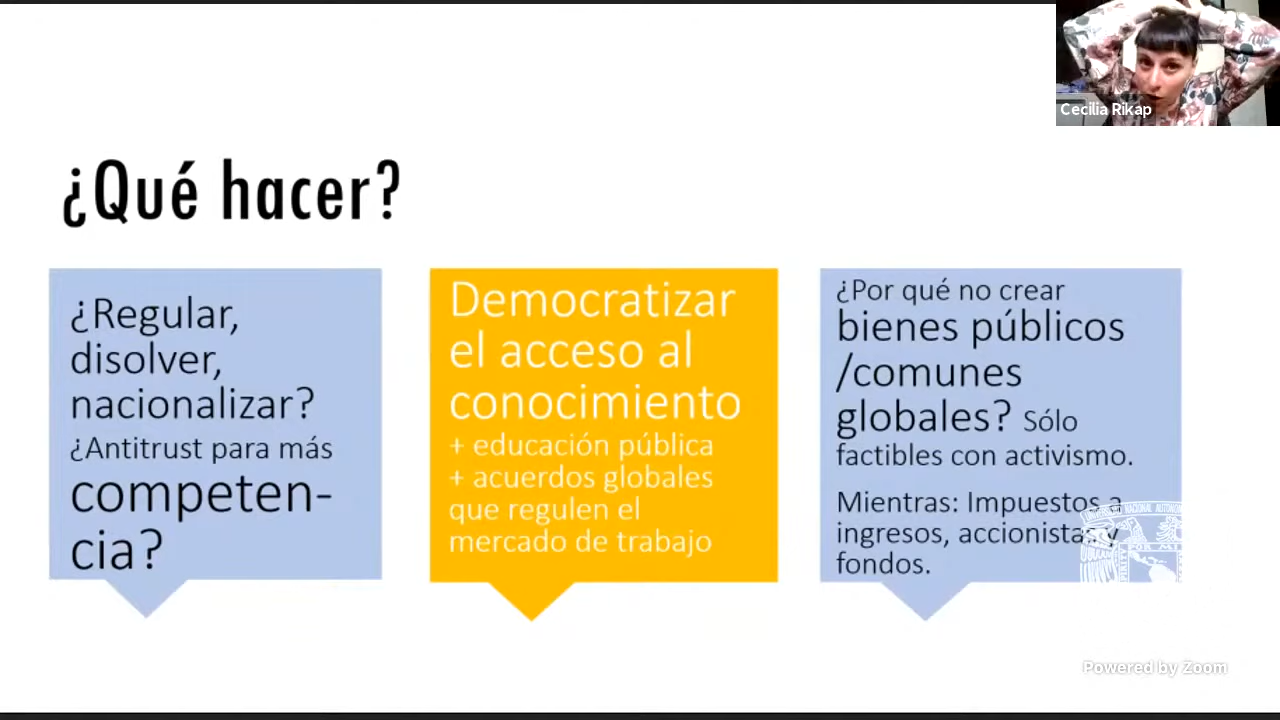 Cecilia Rikap
¿Qué hacer?
¿Regular,
disolver,
nacionalizar?
¿Antitrust para más
competen-
cia?
Democratizar
el acceso al
conocimiento
+ educación pública
+ acuerdos globales
que regulen el
mercado de trabajo
¿Por qué no crear
bienes públicos
/comunes
globales? Sólo
factibles con activismo.
Mientras: Impuestos a
ingresos, accionistas y
fondos.
Powered by Zoom